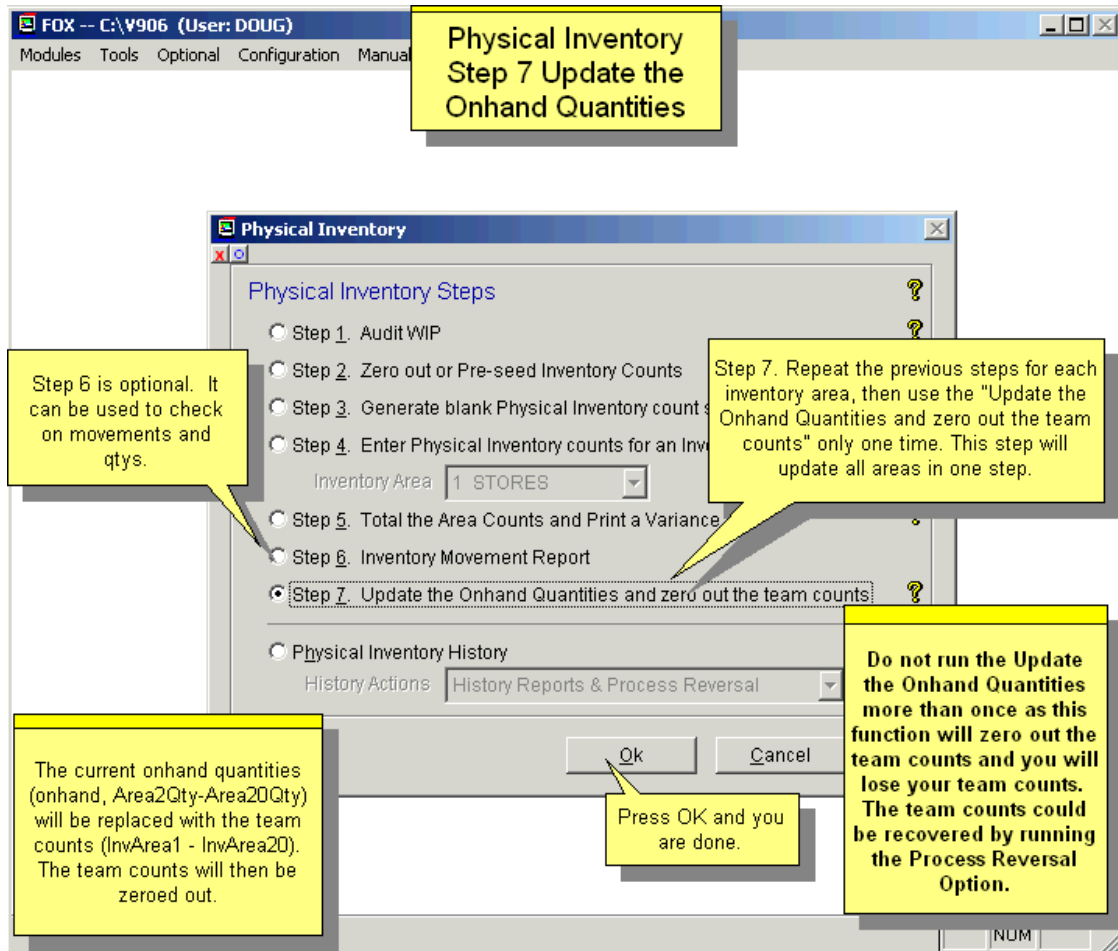 FOX -- C:\V906 (User: DOUG)
Modules Tools Optional Configuration Manual
Physical Inventory
Step 7 Update the
Onhand Quantities
Physical Inventory
Physical Inventory Steps
Step 1. Audit WIP
Step 2. Zero out or Pre-seed Inventory Counts
Step 3. Generate blank Physical Inventory count s
Step 4. Enter Physical Inventory counts for an Inv
Inventory Area 1 STORES
Step 5. Total the Area Counts and Print a Variance
Step 6. Inventory Movement Report
Step 7. Update the Onhand Quantities and zero out the team counts
Physical Inventory History
History Actions History Reports & Process Reversal
Ok Cancel
Step 6 is optional. It
can be used to check
on movements and
qtys.
Step 7. Repeat the previous steps for each
inventory area, then use the "Update the
Onhand Quantities and zero out the team
counts" only one time. This step will
update all areas in one step.
The current onhand quantities
(onhand, Area2Qty-Area20Qty)
will be replaced with the team
counts (InvArea1 - InvArea20).
The team counts will then be
zeroed out.
Press OK and you
are done.
Do not run the Update
the Onhand Quantities
more than once as this
function will zero out the
team counts and you will
lose your team counts.
The team counts could
be recovered by running
the Process Reversal
Option.
NUM